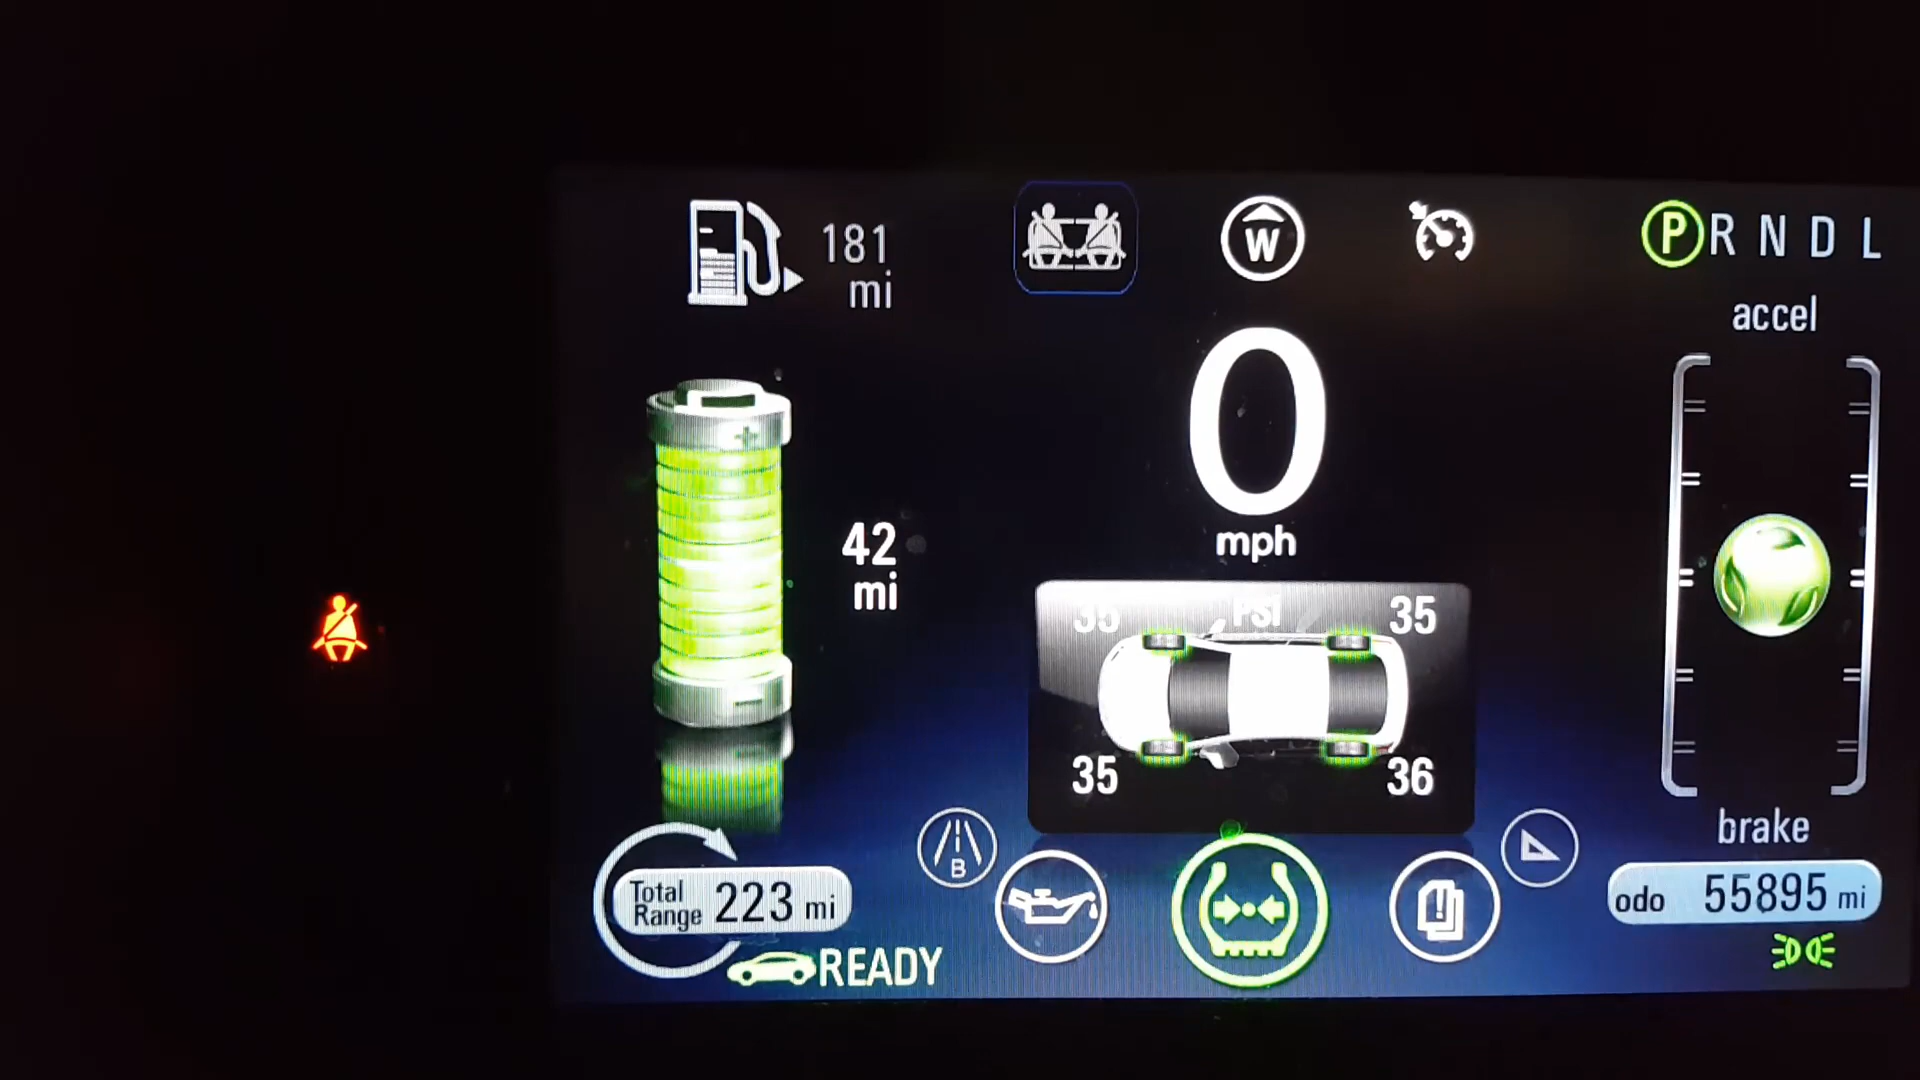 181
mi
W
P R N D L
accel
0
mph
42
mi
35 PSI 35
35 36
B
brake
Total
Range 223 mi
odo 55895 mi
READY